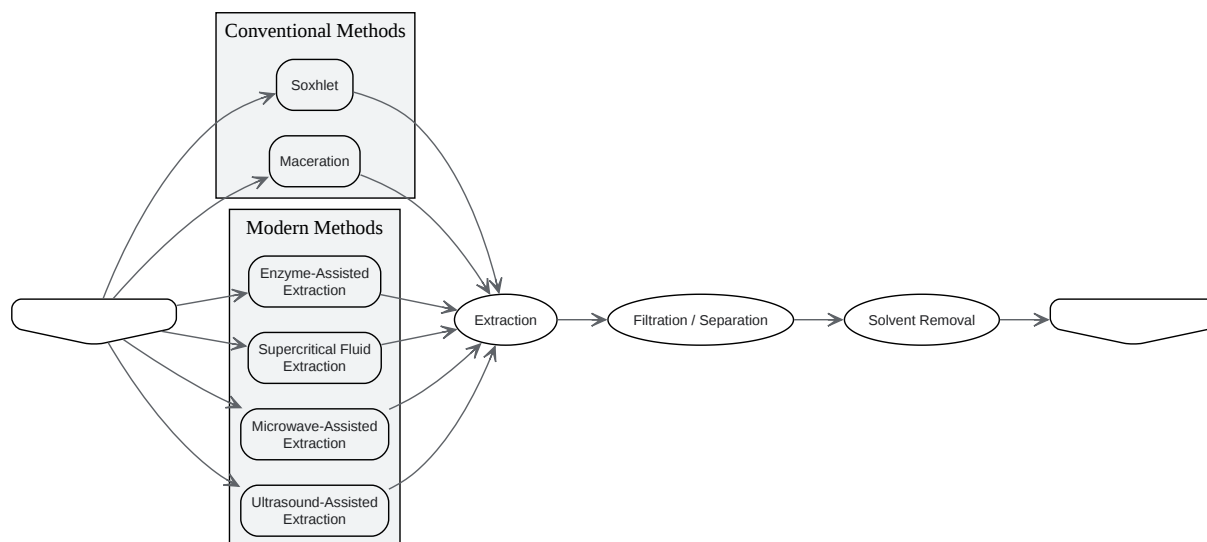 Conventional Methods
Soxhlet
Maceration
Modern Methods
Enzyme-Assisted
Extraction
Supercritical Fluid
Extraction
Microwave-Assisted
Extraction
Ultrasound-Assisted
Extraction
Extraction
Filtration / Separation
Solvent Removal